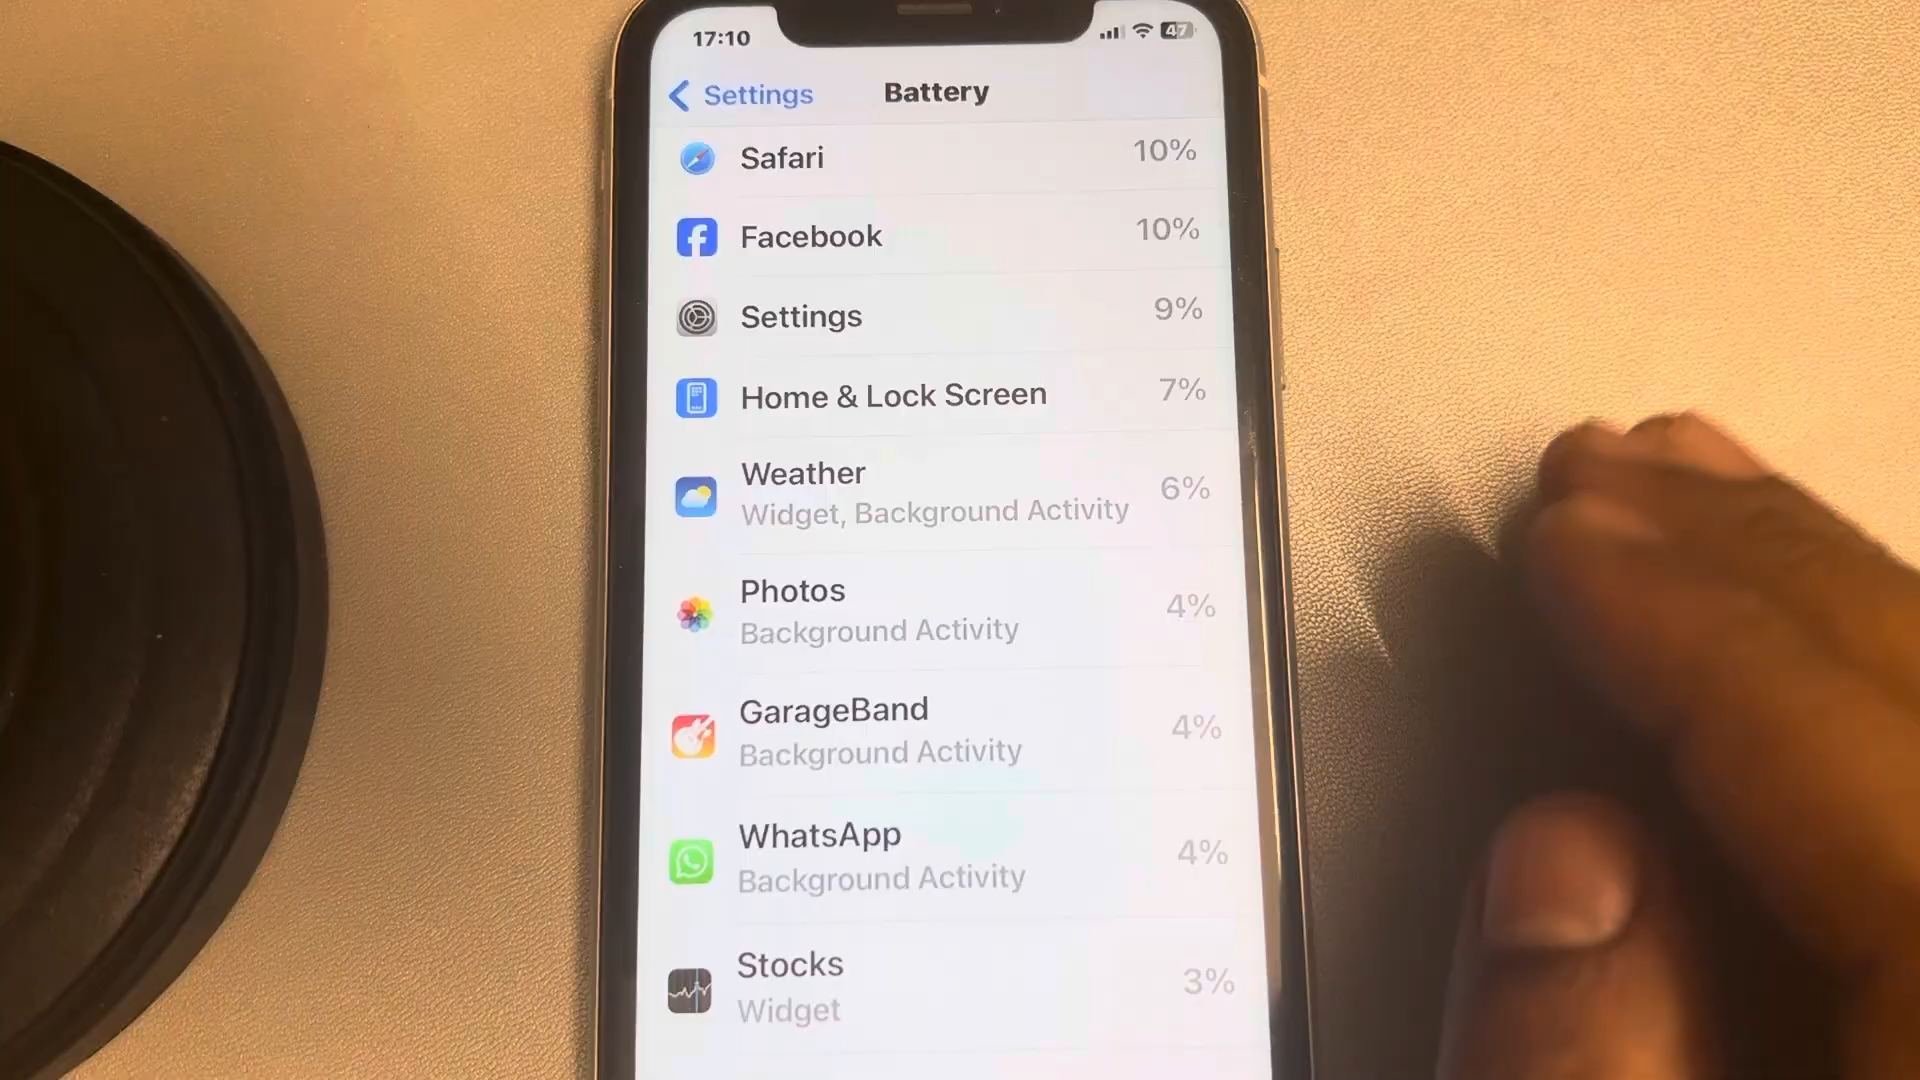 17:10
47
Settings
Battery
Safari
10%
Facebook
10%
Settings
9%
Home & Lock Screen
7%
Weather
Widget, Background Activity
6%
Photos
Background Activity
4%
GarageBand
Background Activity
4%
WhatsApp
Background Activity
4%
Stocks
Widget
3%